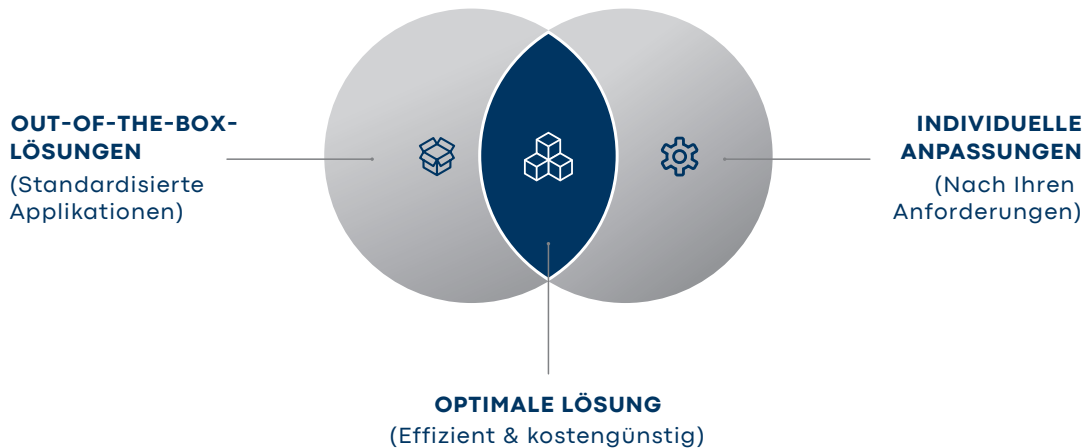 OUT-OF-THE-BOX-
LÖSUNGEN
(Standardisierte
Applikationen)
INDIVIDUELLE
ANPASSUNGEN
(Nach Ihren
Anforderungen)
OPTIMALE LÖSUNG
(Effizient & kostengünstig)